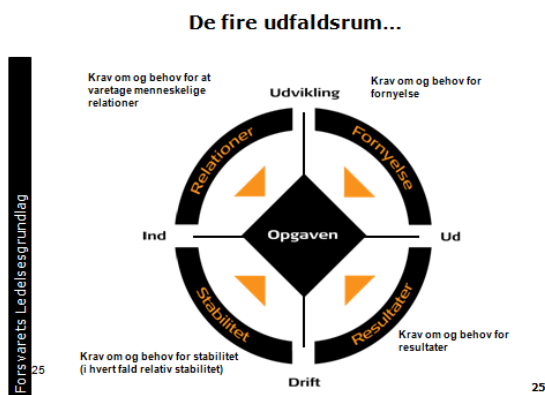 De fire udfaldsrum...
Krav om og behov for at
varetage menneskelige
relationer
Krav om og behov for
fornyelse
Udvikling
Relationer
Fornyelse
Ind
Opgaven
Ud
Stabilitet
Resultater
Krav om og behov for stabilitet
(i hvert fald relativ stabilitet)
Krav om og behov for
resultater
Drift
Forsvarets Ledelsesgrundlag
25
25